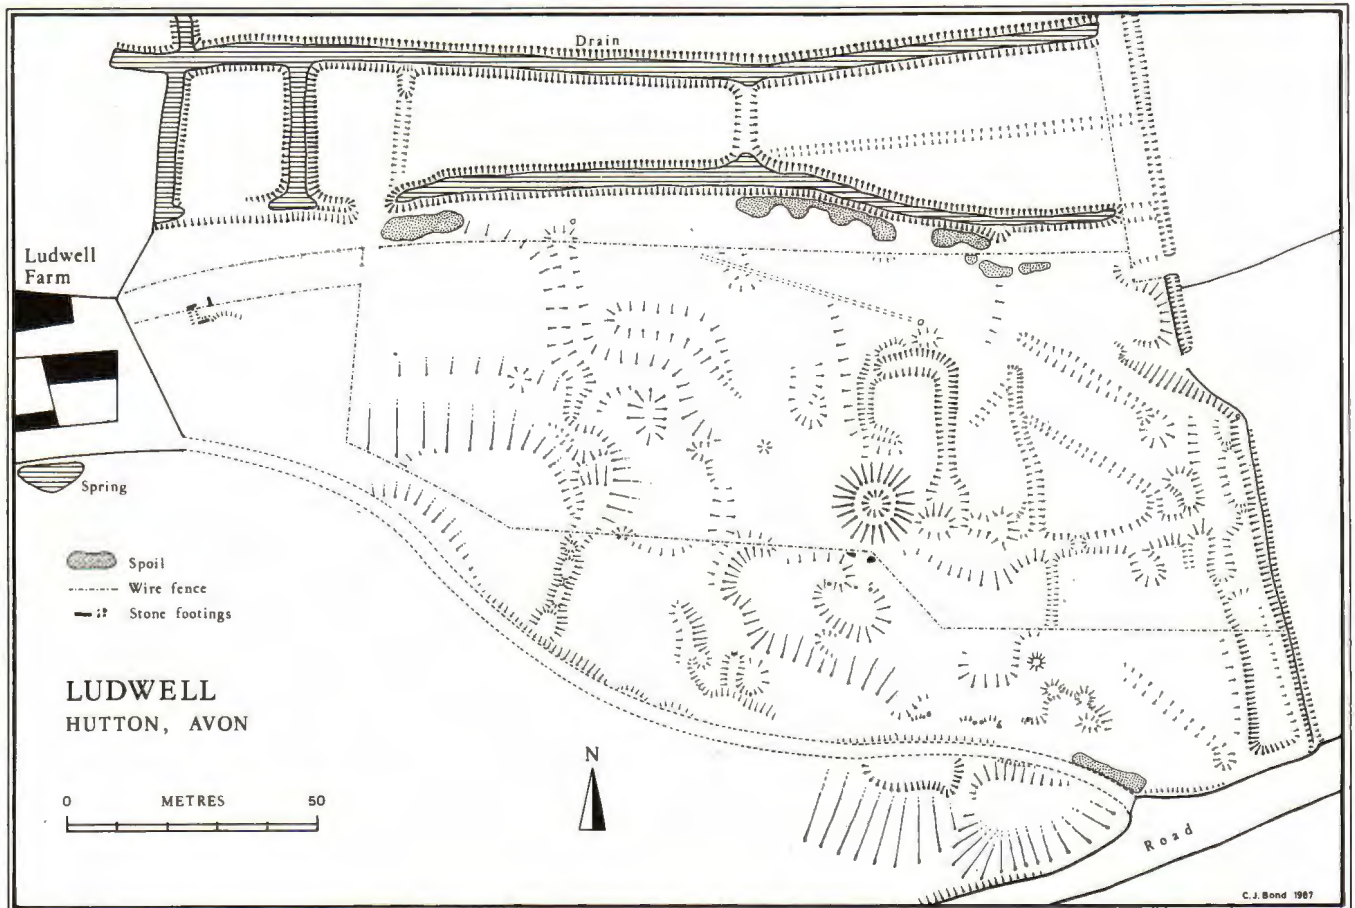 Drain
Ludwell
Farm
Spring
Spoil
Wire fence
Stone footings
LUDWELL
HUTTON, AVON
0 METRES 50
N
Road
C.J. Bond 1987